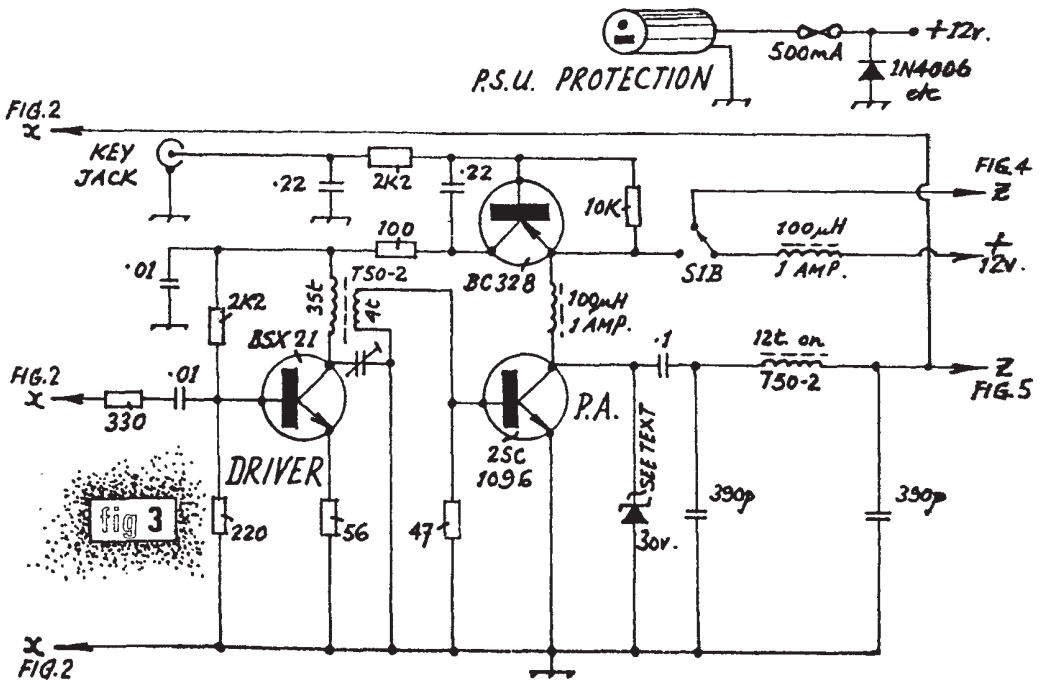 +12v.
500mA
1N4006
etc
P.S.U. PROTECTION
FIG.2
x
KEY
JACK
.22
2K2
.22
10K
FIG.4
Z
100
100µH
1 AMP.
S1B
+
12v.
BC328
.01
35t
T50-2
4t
2K2
BSX21
100µH
1 AMP.
.1
12t on
T50-2
FIG.2
x
330
.01
Z
FIG.5
P.A.
2SC
1096
SEE TEXT
DRIVER
fig 3
220
56
47
30v.
390p
390p
x
FIG.2